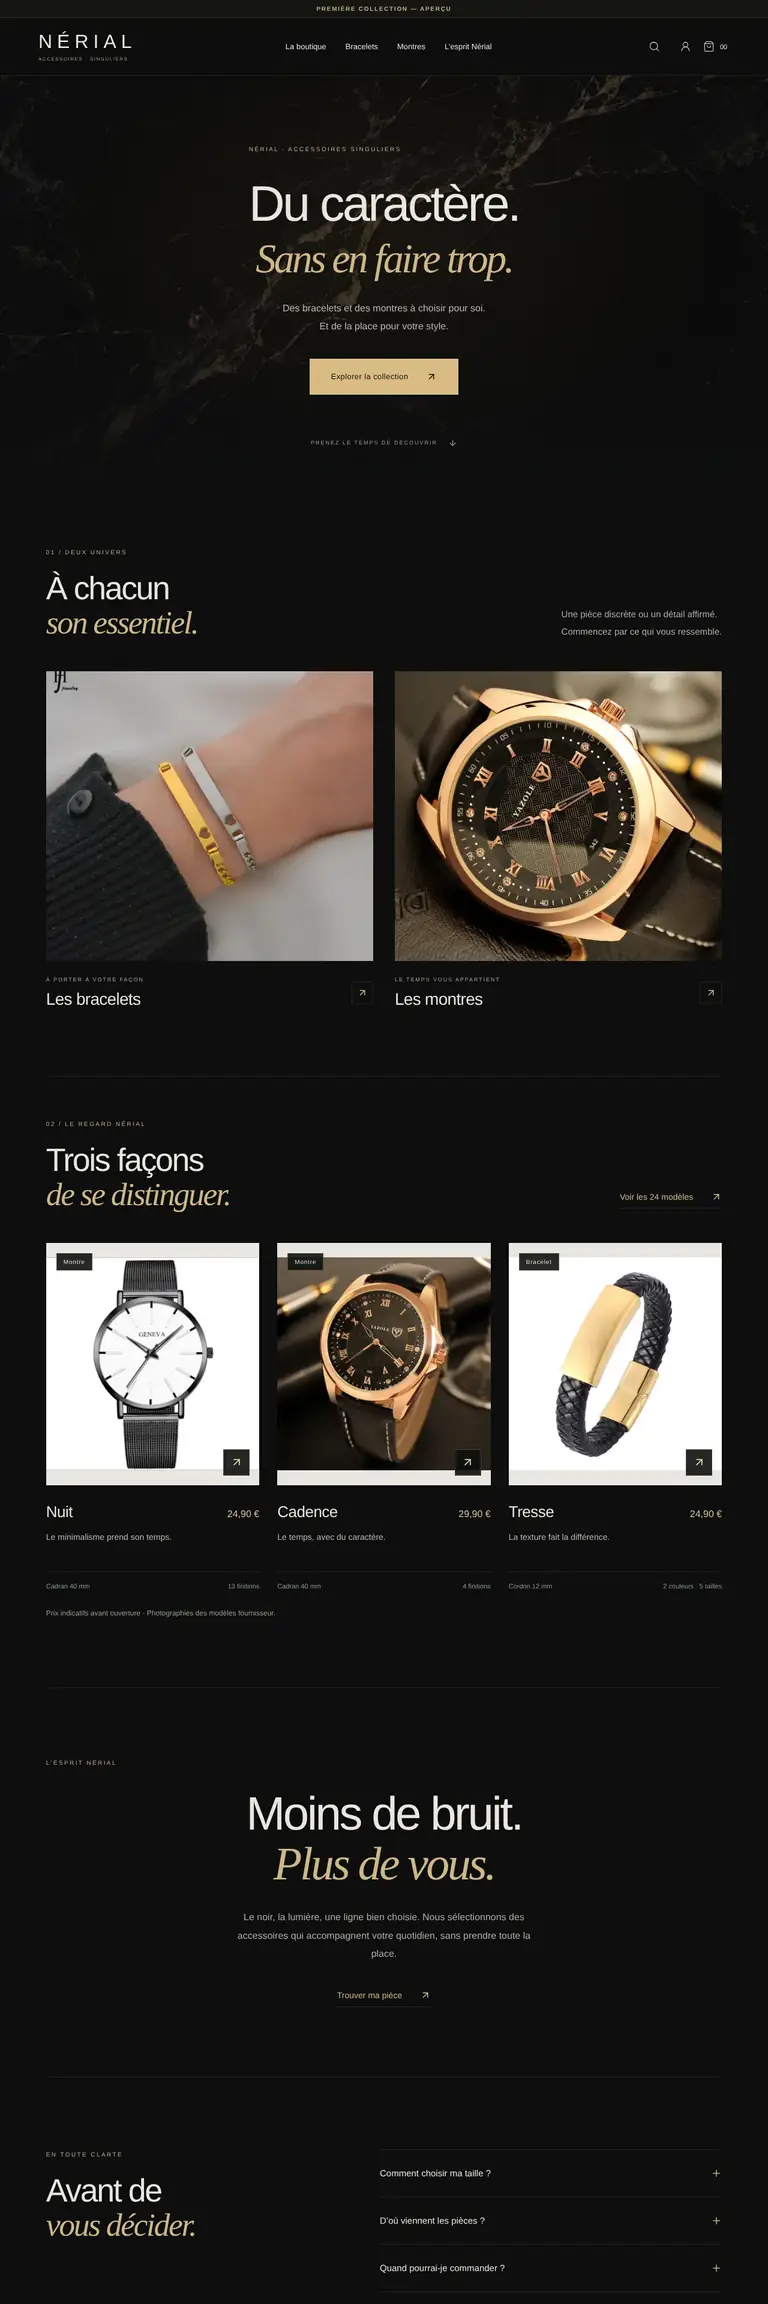 PREMIÈRE COLLECTION — APERÇU
NÉRIAL
ACCESSOIRES SINGULIERS
La boutique
Bracelets
Montres
L'esprit Nérial
00
NÉRIAL - ACCESSOIRES SINGULIERS
Du caractère.
Sans en faire trop.
Des bracelets et des montres à choisir pour soi.
Et de la place pour votre style.
Explorer la collection
PRENEZ LE TEMPS DE DÉCOUVRIR
01 / DEUX UNIVERS
À chacun
son essentiel.
Une pièce discrète ou un détail affirmé.
Commencez par ce qui vous ressemble.
Jewelry
YAZOLE
À PORTER À VOTRE FAÇON
Les bracelets
LE TEMPS VOUS APPARTIENT
Les montres
02 / LE REGARD NÉRIAL
Trois façons
de se distinguer.
Voir les 24 modèles
Montre
GENEVA
Montre
YAZOLE
Bracelet
Nuit
24,90 €
Le minimalisme prend son temps.
Cadran 40 mm
13 finitions
Cadence
29,90 €
Le temps, avec du caractère.
Cadran 40 mm
4 finitions
Tresse
24,90 €
La texture fait la différence.
Cordon 12 mm
2 couleurs · 5 tailles
Prix indicatifs avant ouverture · Photographies des modèles fournisseur.
L'ESPRIT NÉRIAL
Moins de bruit.
Plus de vous.
Le noir, la lumière, une ligne bien choisie. Nous sélectionnons des
accessoires qui accompagnent votre quotidien, sans prendre toute la
place.
Trouver ma pièce
EN TOUTE CLARTÉ
Avant de
vous décider.
Comment choisir ma taille ?
D'où viennent les pièces ?
Quand pourrai-je commander ?